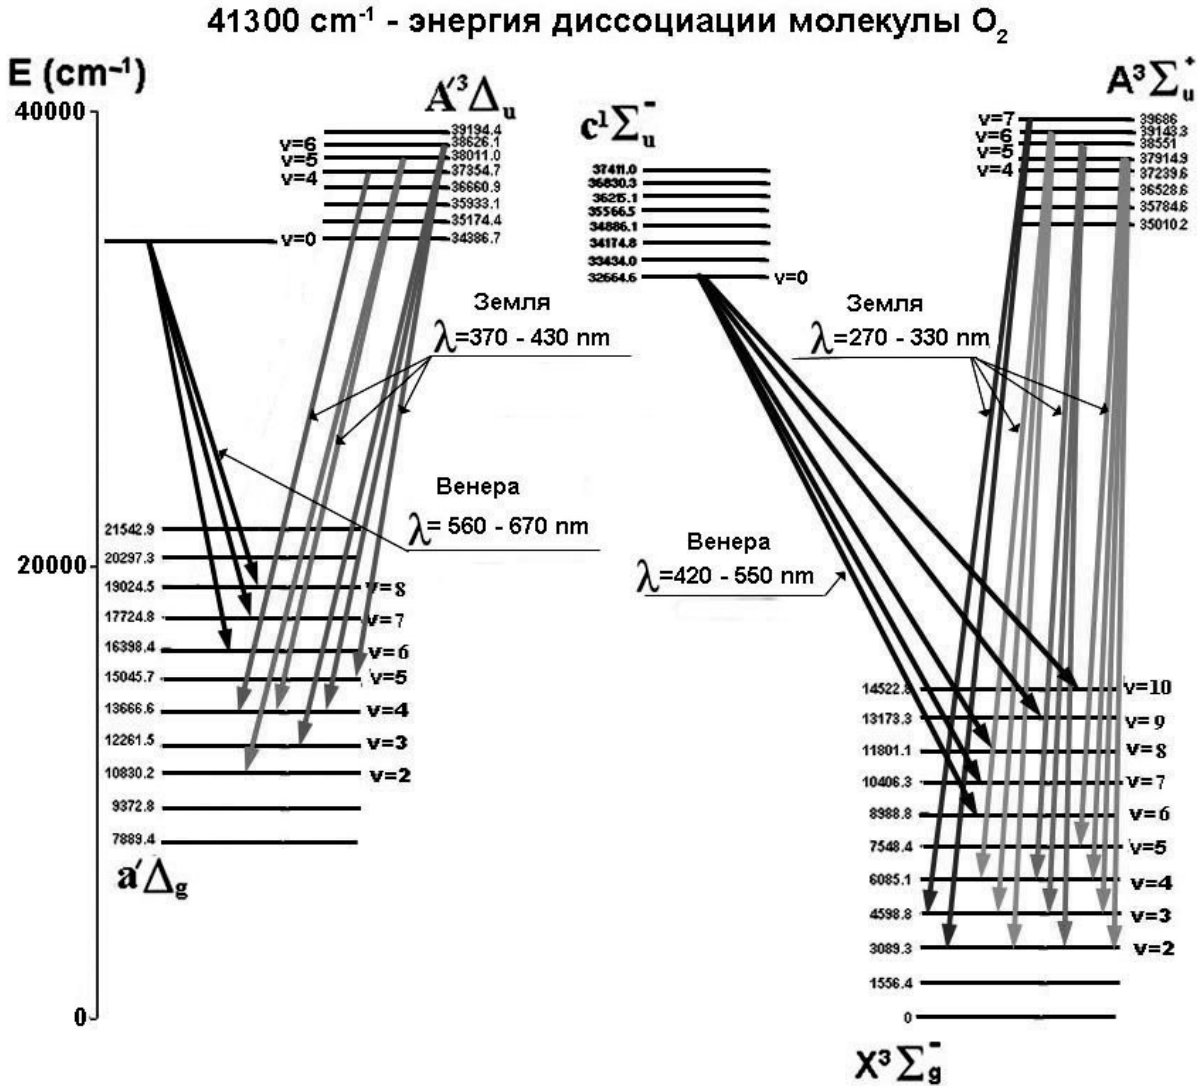 41300 cm⁻¹ - энергия диссоциации молекулы O₂
E (cm⁻¹)
40000
20000
0
A′³Δᵤ
39194.4
v=6 38626.1
v=5 38011.0
v=4 37354.7
36660.9
35933.1
35174.4
v=0 34386.7
c¹Σᵤ⁻
37411.0
36830.3
36215.1
35566.5
34886.1
34174.8
33434.0
32664.6 v=0
A³Σᵤ⁺
v=7 39686
v=6 39143.3
v=5 38551
37914.9
v=4 37239.6
36528.6
35784.6
35010.2
Земля
λ=370 - 430 nm
Земля
λ=270 - 330 nm
Венера
λ= 560 - 670 nm
Венера
λ=420 - 550 nm
21542.9
20297.3
19024.5 v=8
17724.8 v=7
16398.4 v=6
15045.7 v=5
13666.6 v=4
12261.5 v=3
10830.2 v=2
9372.8
7889.4
a′Δg
14522.8 v=10
13173.3 v=9
11801.1 v=8
10406.3 v=7
8988.8 v=6
7548.4 v=5
6085.1 v=4
4598.8 v=3
3089.3 v=2
1556.4
0
X³Σg⁻